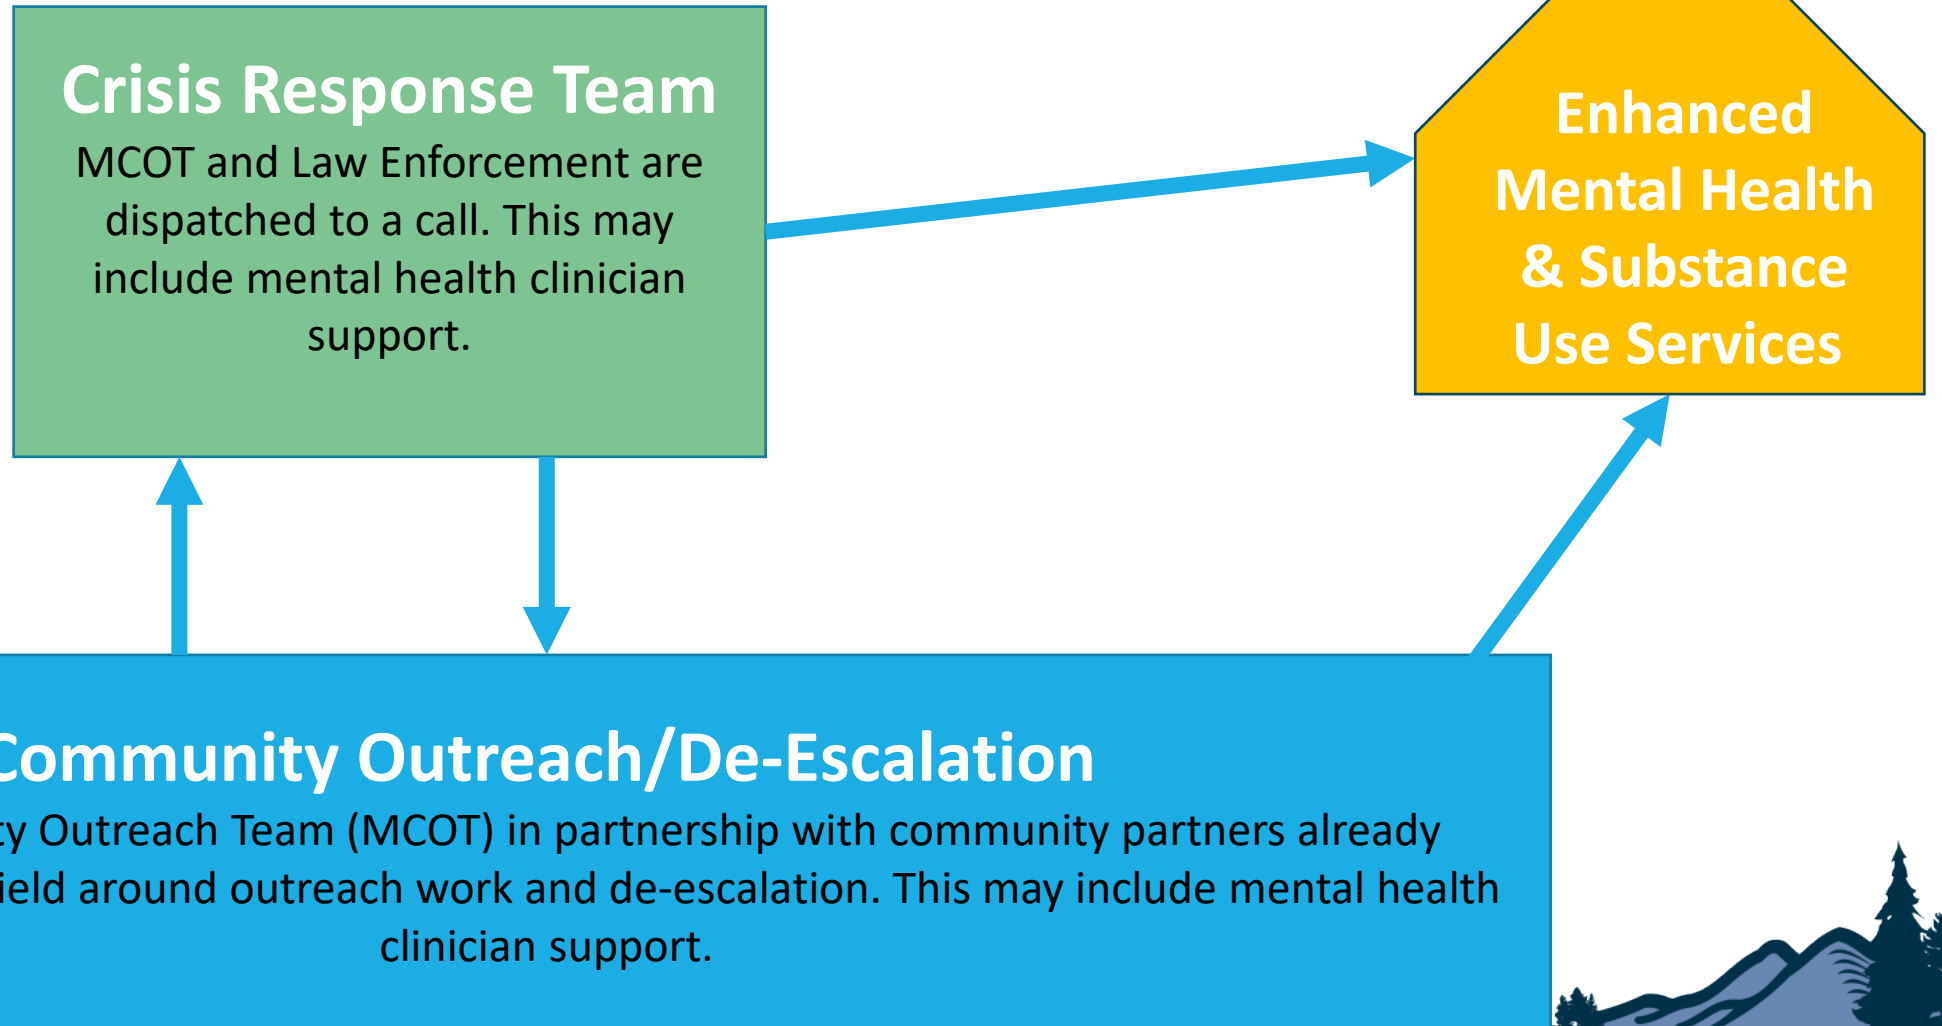 Crisis Response Team
MCOT and Law Enforcement are
dispatched to a call. This may
include mental health clinician
support.
Enhanced
Mental Health
& Substance
Use Services
Community Outreach/De-Escalation
ty Outreach Team (MCOT) in partnership with community partners already
ield around outreach work and de-escalation. This may include mental health
clinician support.